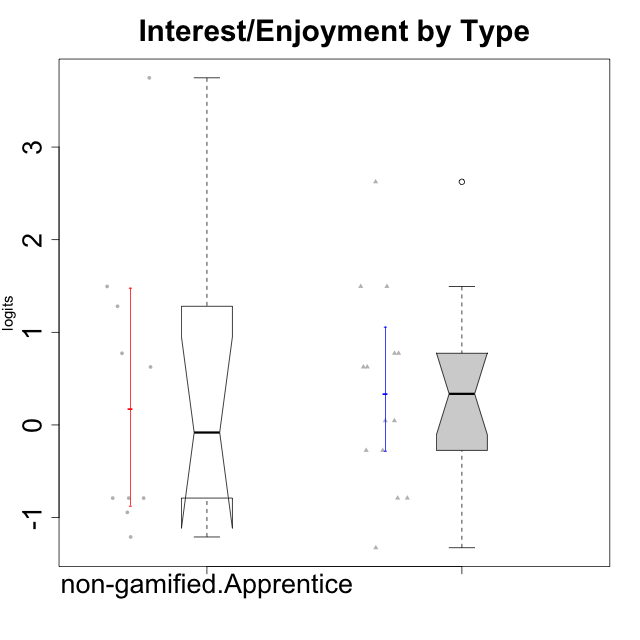 Interest/Enjoyment by Type
3
2
1
0
-1
logits
non-gamified.Apprentice